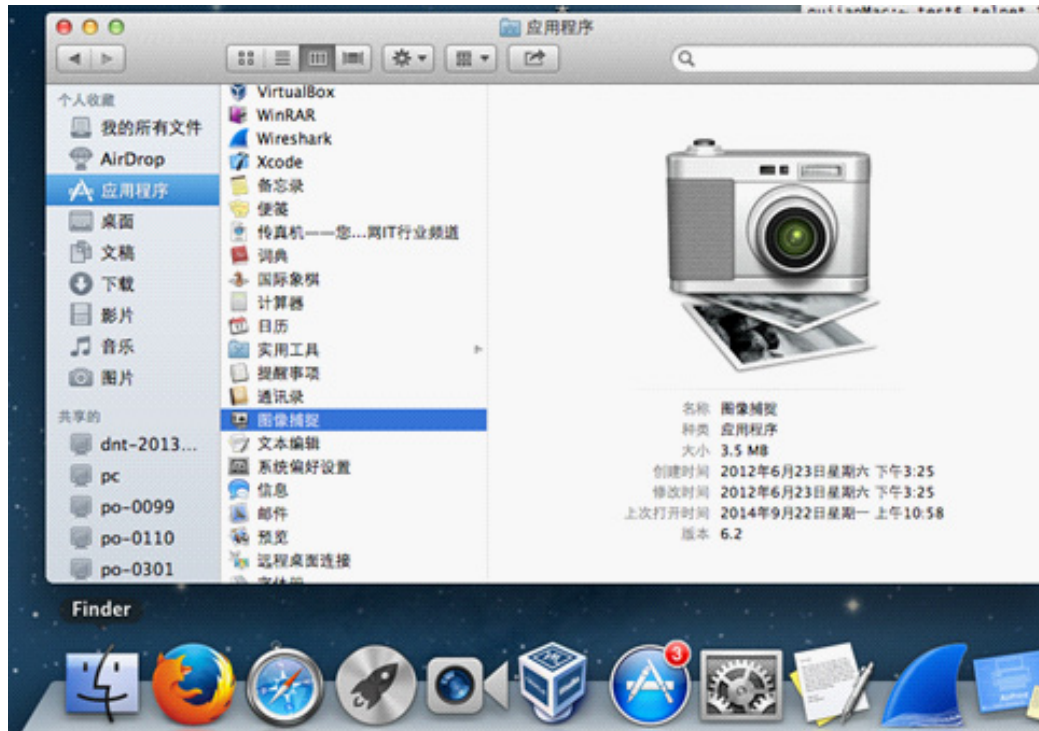 quijianMac:~ test$ telnet
应用程序
个人收藏
我的所有文件
AirDrop
应用程序
桌面
文稿
下载
影片
音乐
图片
共享的
dnt-2013...
pc
po-0099
po-0110
po-0301
VirtualBox
WinRAR
Wireshark
Xcode
备忘录
便笺
传真机——您...网IT行业频道
词典
国际象棋
计算器
日历
实用工具
提醒事项
通讯录
图像捕捉
文本编辑
系统偏好设置
信息
邮件
预览
远程桌面连接
字体册
名称 图像捕捉
种类 应用程序
大小 3.5 MB
创建时间 2012年6月23日星期六 下午3:25
修改时间 2012年6月23日星期六 下午3:25
上次打开时间 2014年9月22日星期一 上午10:58
版本 6.2
Finder
3